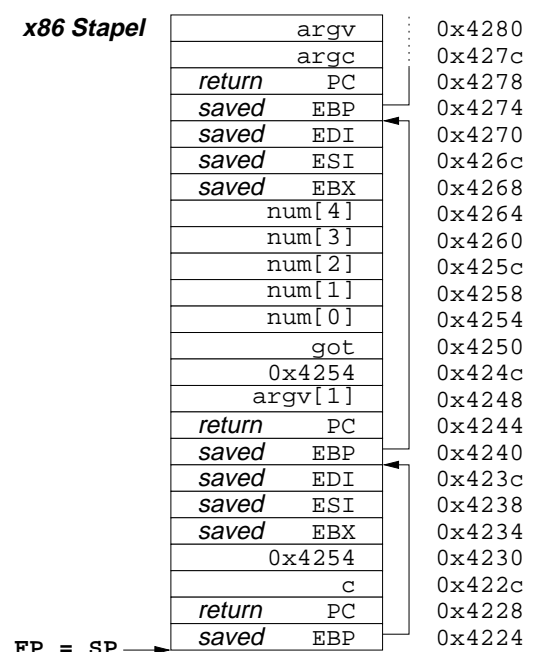 x86 Stapel argv 0x4280
argc 0x427c
return PC 0x4278
saved EBP 0x4274
saved EDI 0x4270
saved ESI 0x426c
saved EBX 0x4268
num[4] 0x4264
num[3] 0x4260
num[2] 0x425c
num[1] 0x4258
num[0] 0x4254
got 0x4250
0x4254 0x424c
argv[1] 0x4248
return PC 0x4244
saved EBP 0x4240
saved EDI 0x423c
saved ESI 0x4238
saved EBX 0x4234
0x4254 0x4230
c 0x422c
return PC 0x4228
saved EBP 0x4224
FP = SP